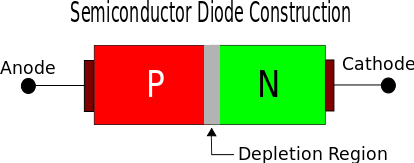 Semiconductor Diode Construction
Anode
P
N
Cathode
Depletion Region